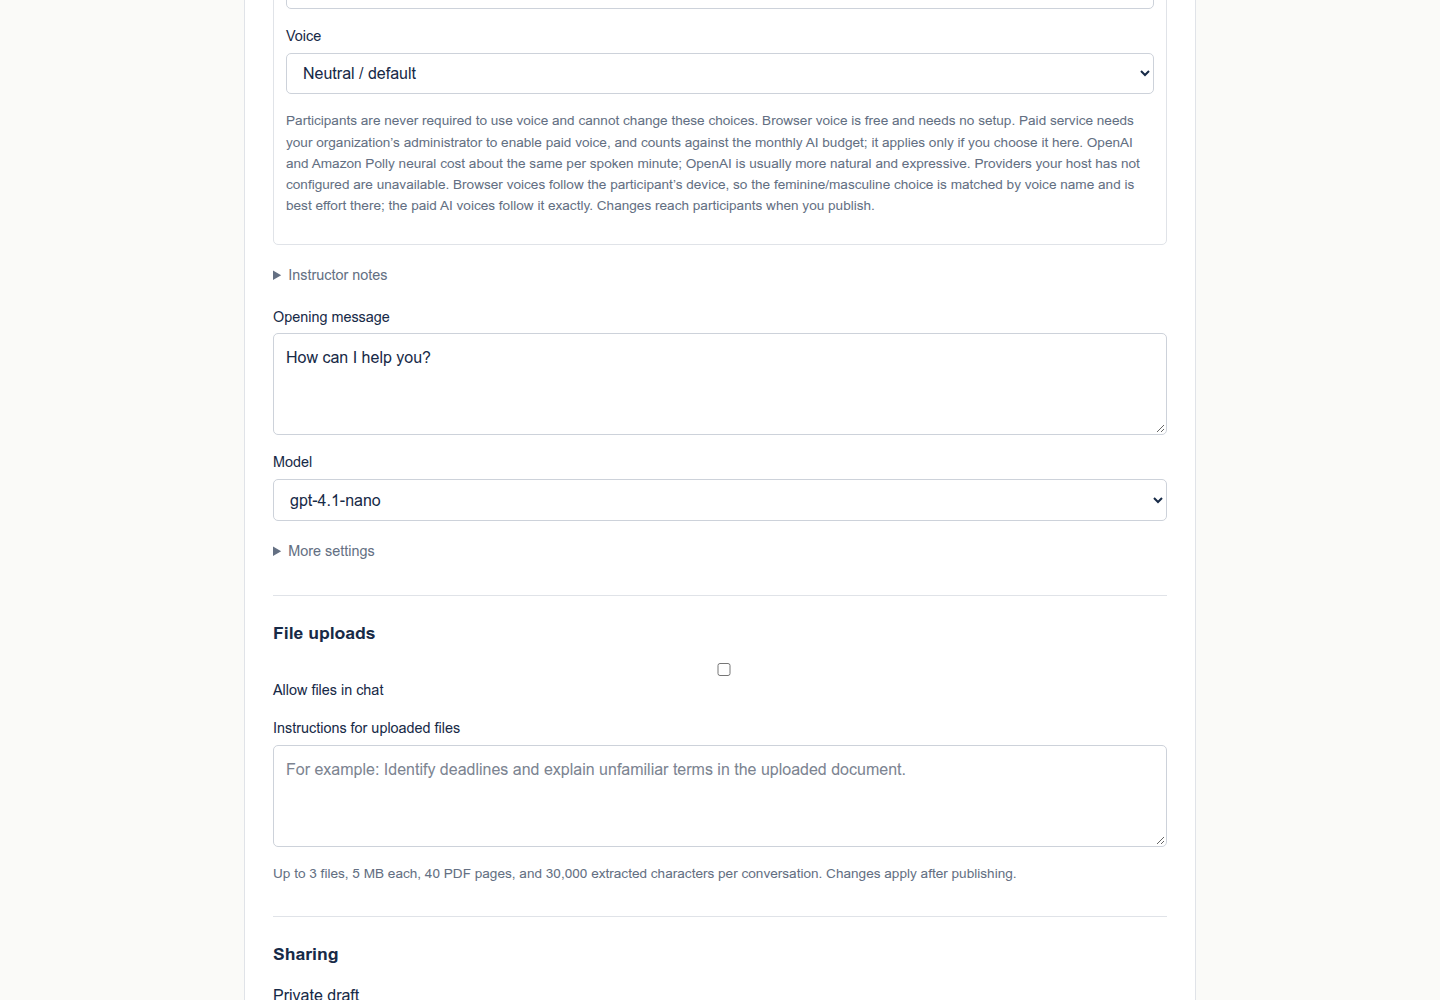 Voice
Neutral / default
Participants are never required to use voice and cannot change these choices. Browser voice is free and needs no setup. Paid service needs
your organization’s administrator to enable paid voice, and counts against the monthly AI budget; it applies only if you choose it here. OpenAI
and Amazon Polly neural cost about the same per spoken minute; OpenAI is usually more natural and expressive. Providers your host has not
configured are unavailable. Browser voices follow the participant’s device, so the feminine/masculine choice is matched by voice name and is
best effort there; the paid AI voices follow it exactly. Changes reach participants when you publish.
Instructor notes
Opening message
How can I help you?
Model
gpt-4.1-nano
More settings
File uploads
Allow files in chat
Instructions for uploaded files
For example: Identify deadlines and explain unfamiliar terms in the uploaded document.
Up to 3 files, 5 MB each, 40 PDF pages, and 30,000 extracted characters per conversation. Changes apply after publishing.
Sharing
Private draft